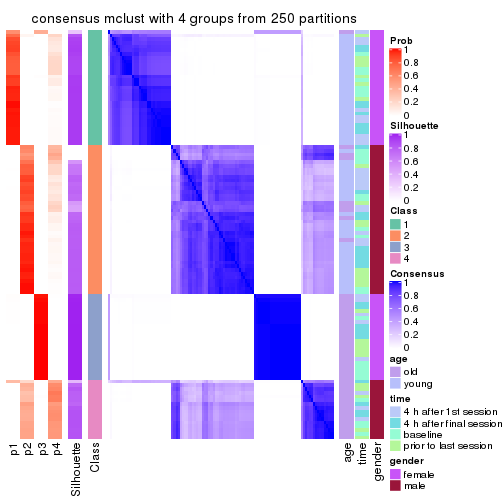 consensus mclust with 4 groups from 250 partitions
Prob
1
0.8
0.6
0.4
0.2
0
Silhouette
1
0.8
0.6
0.4
0.2
0
Class
1
2
3
4
Consensus
1
0.8
0.6
0.4
0.2
0
age
old
young
time
4 h after 1st session
4 h after final session
baseline
prior to last session
gender
female
male
p1
p2
p3
p4
Silhouette
Class
age
time
gender